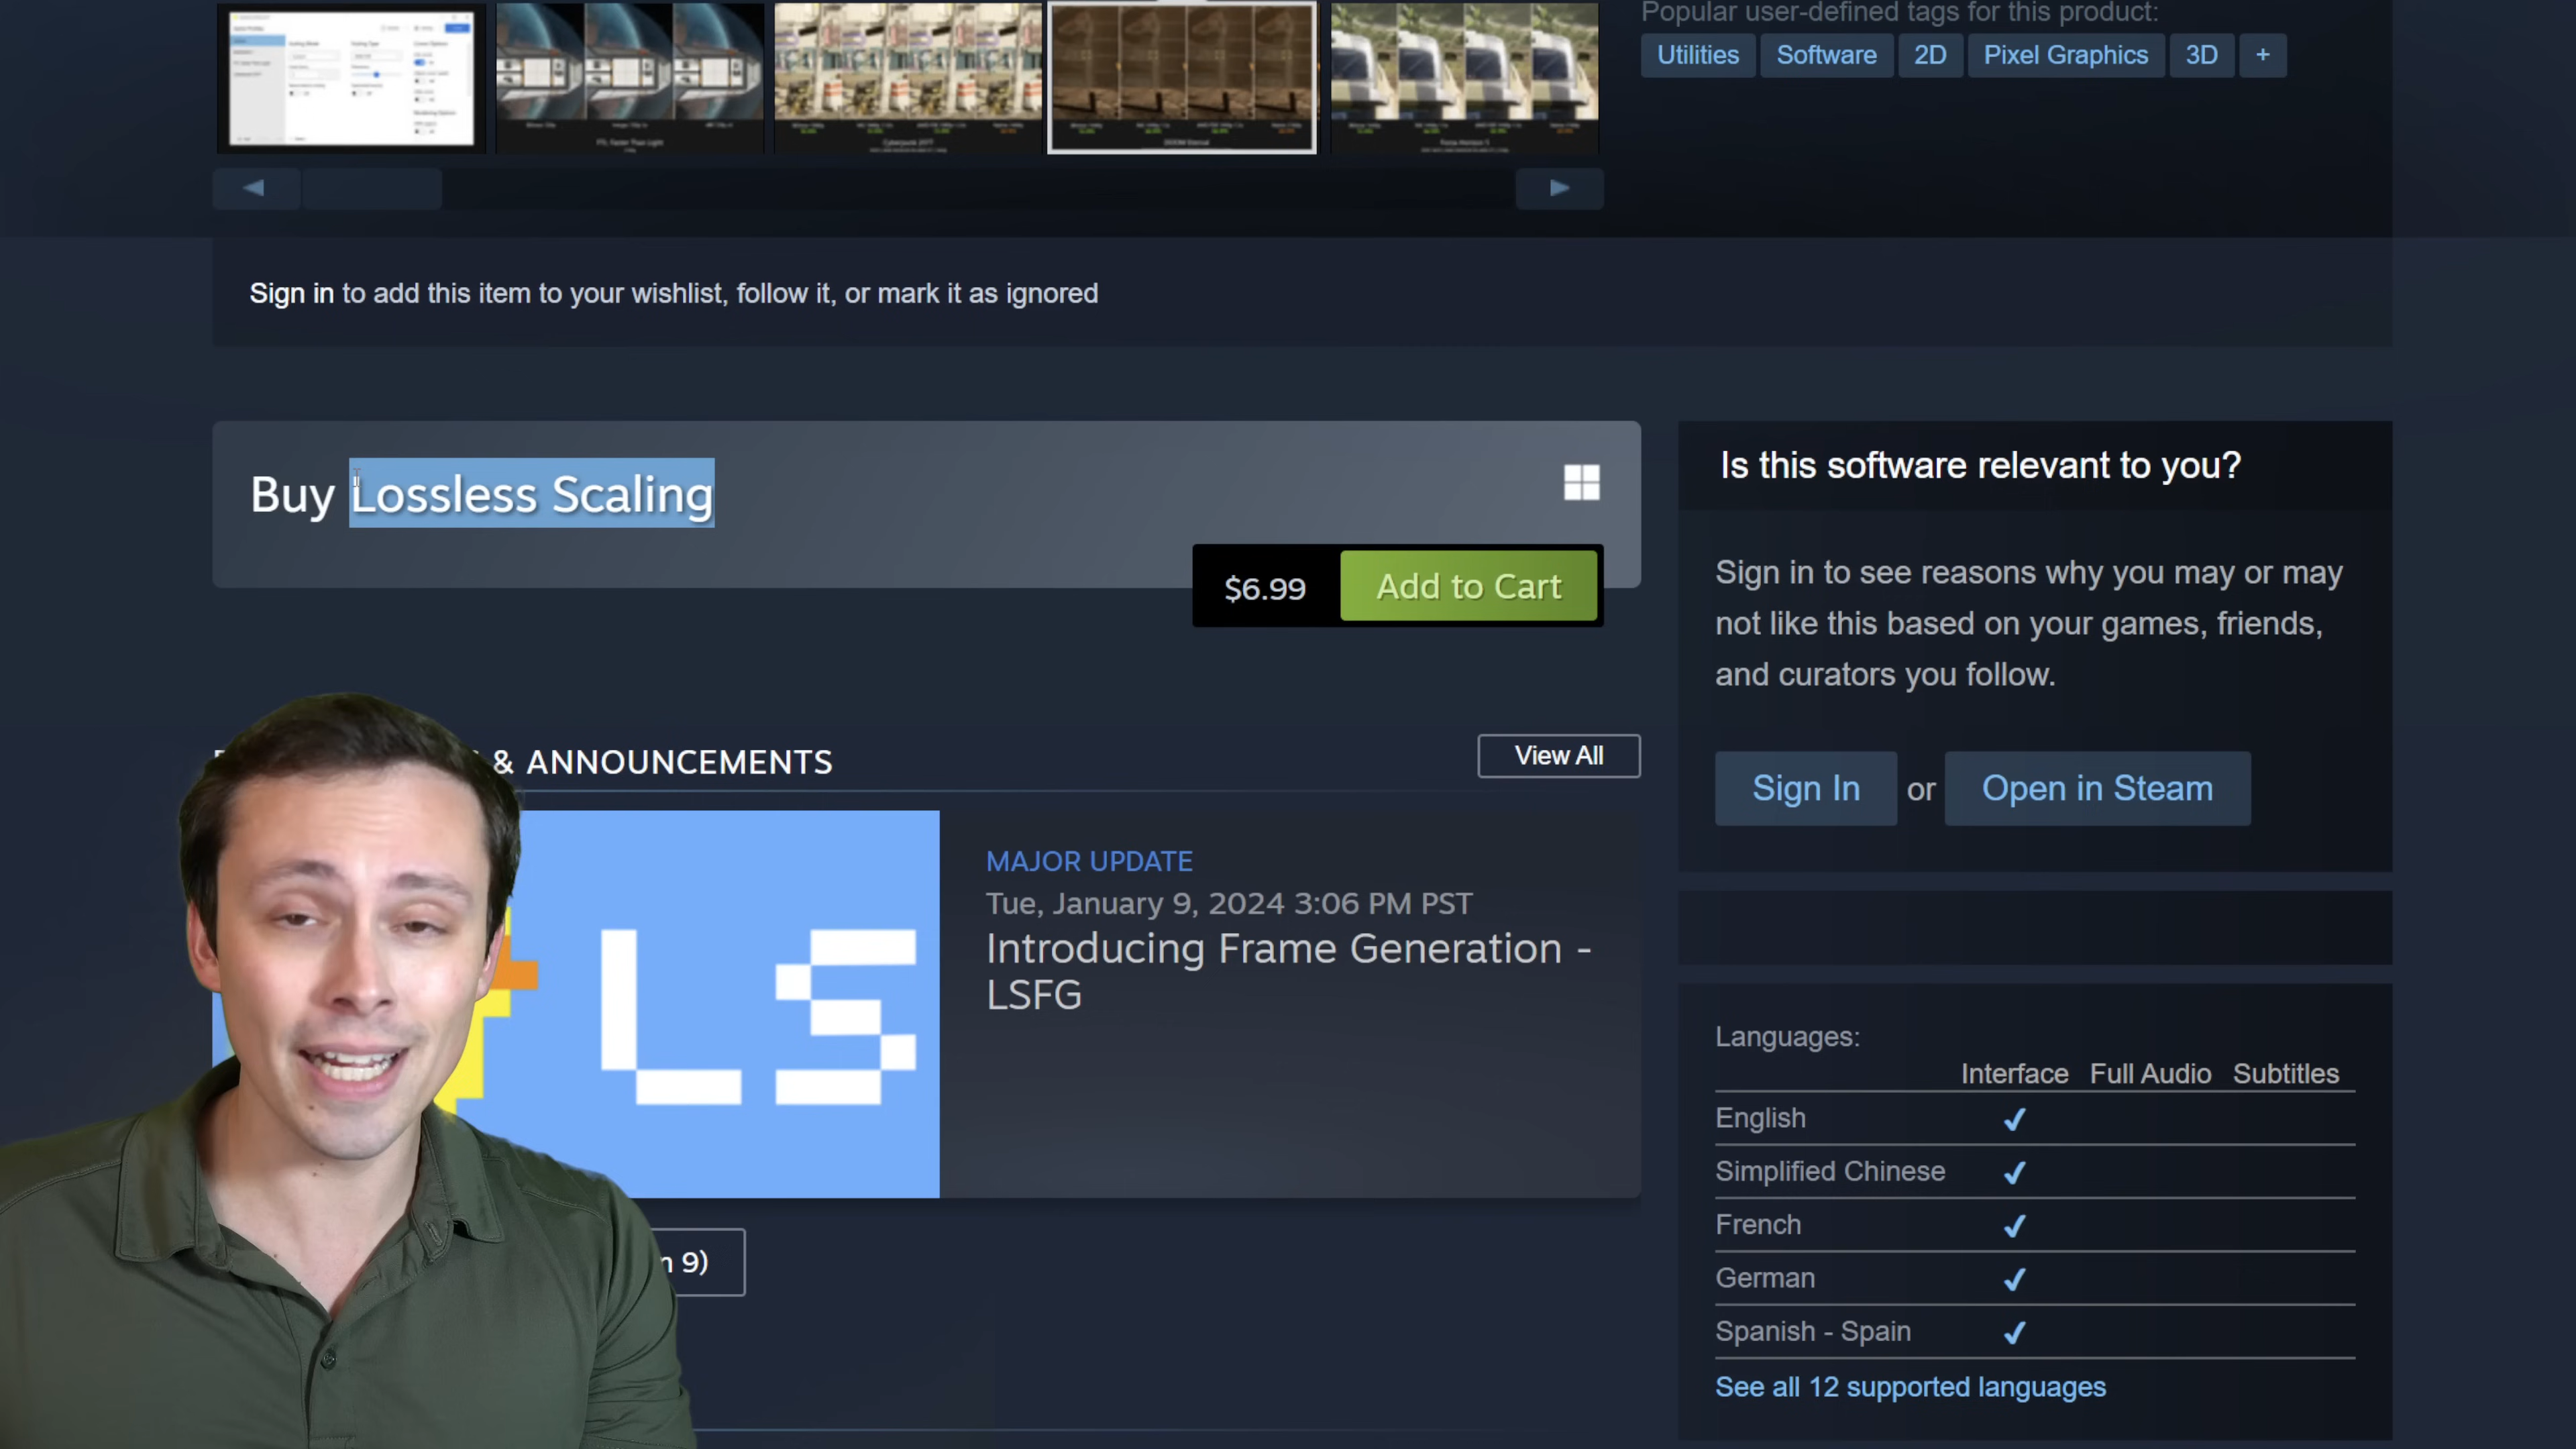 Popular user-defined tags for this product:
Utilities Software 2D Pixel Graphics 3D +
Sign in to add this item to your wishlist, follow it, or mark it as ignored
Buy Lossless Scaling
$6.99 Add to Cart
& ANNOUNCEMENTS
View All
LS
MAJOR UPDATE
Tue, January 9, 2024 3:06 PM PST
Introducing Frame Generation -
LSFG
n 9)
Is this software relevant to you?
Sign in to see reasons why you may or may
not like this based on your games, friends,
and curators you follow.
Sign In or Open in Steam
Languages:
Interface Full Audio Subtitles
English ✓
Simplified Chinese ✓
French ✓
German ✓
Spanish - Spain ✓
See all 12 supported languages